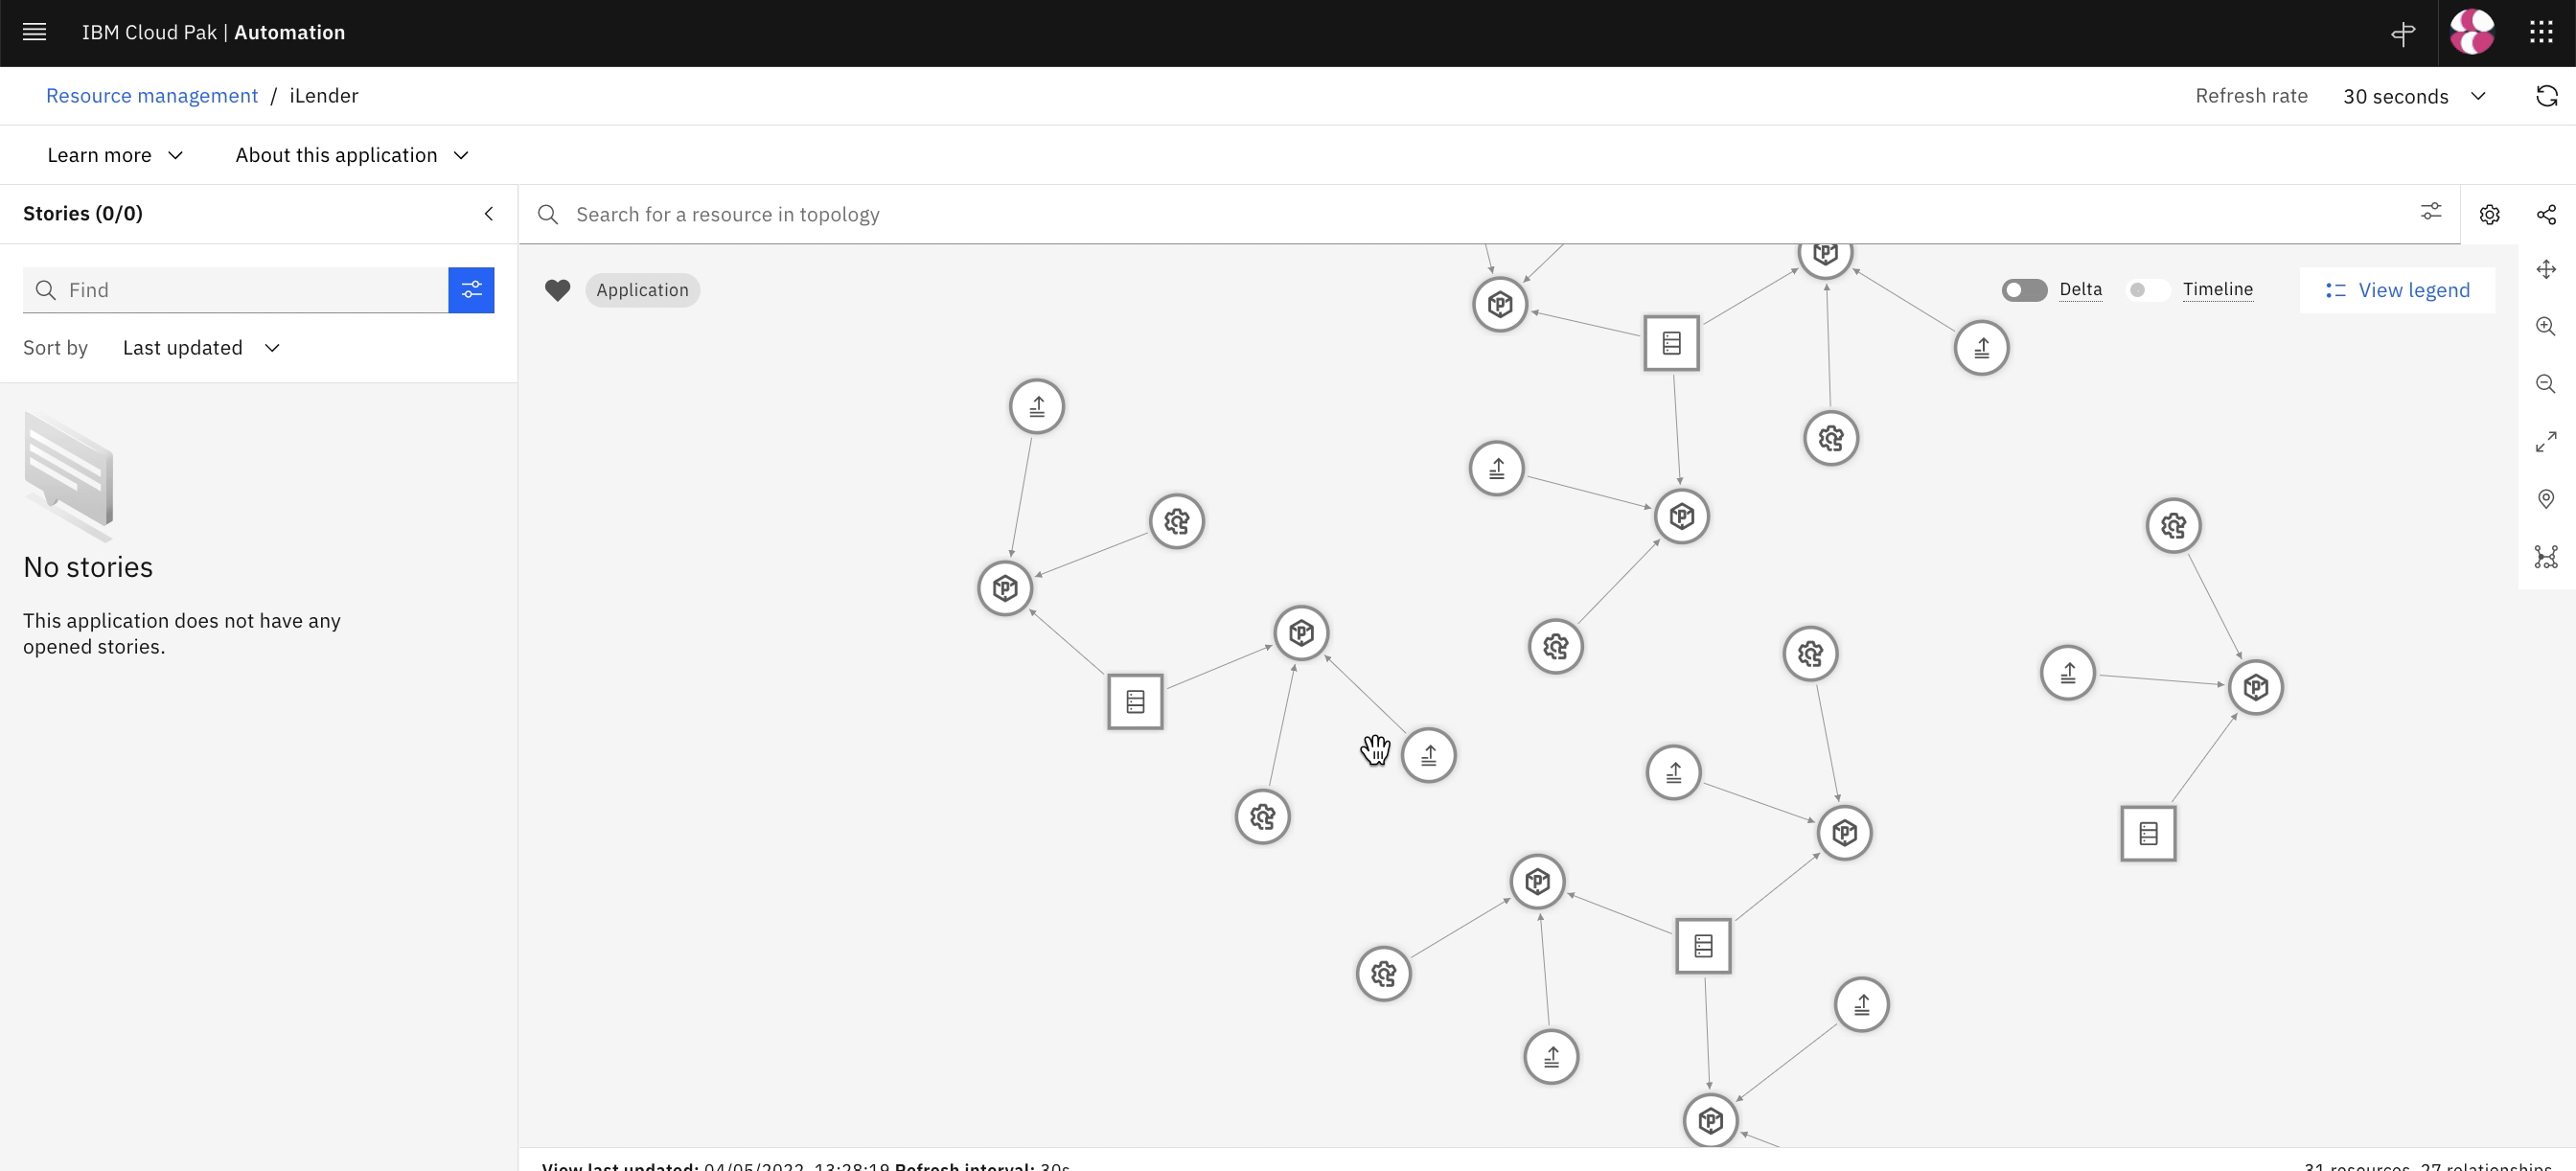 IBM Cloud Pak | Automation
Resource management / iLender
Refresh rate 30 seconds
Learn more
About this application
Stories (0/0)
Search for a resource in topology
Find
Application
Delta
Timeline
View legend
Sort by Last updated
No stories
This application does not have any
opened stories.
View last updated: 04/05/2022, 13:28:19 Refresh interval: 30s
31 resources, 27 relationships